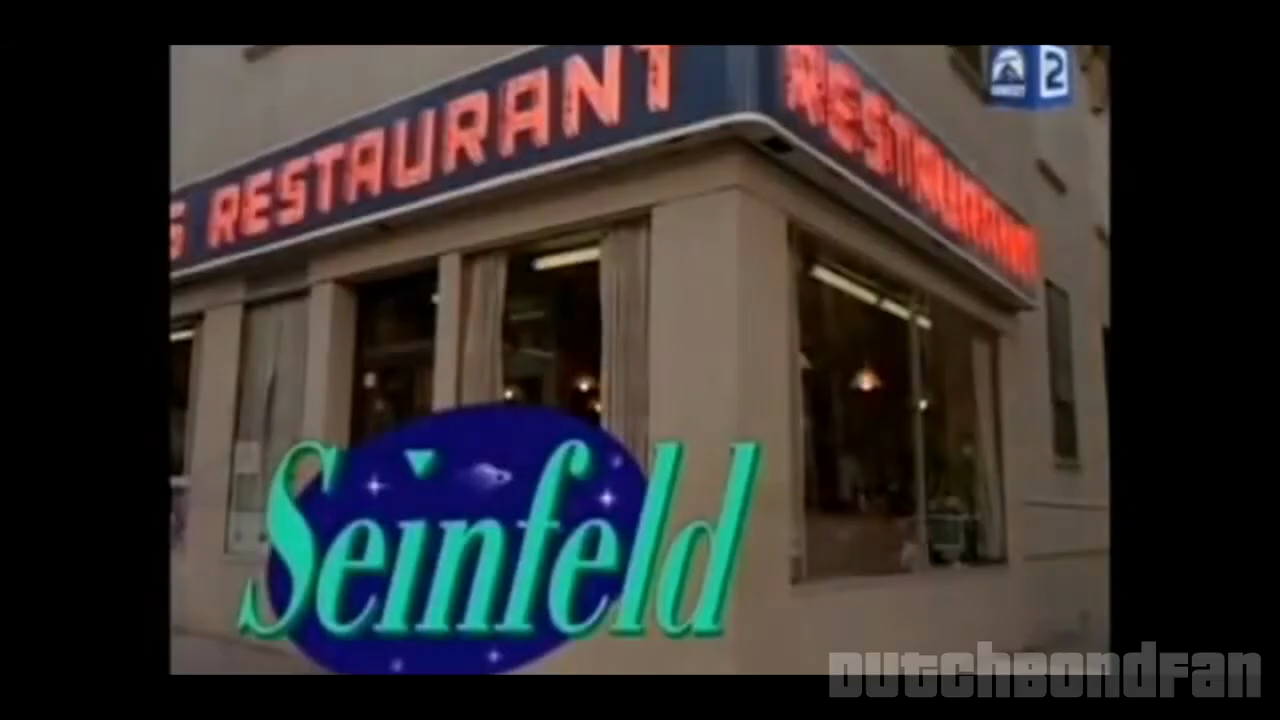 S RESTAURANT
RESTAURANT
2
Seinfeld
DUTCHBONDFAN